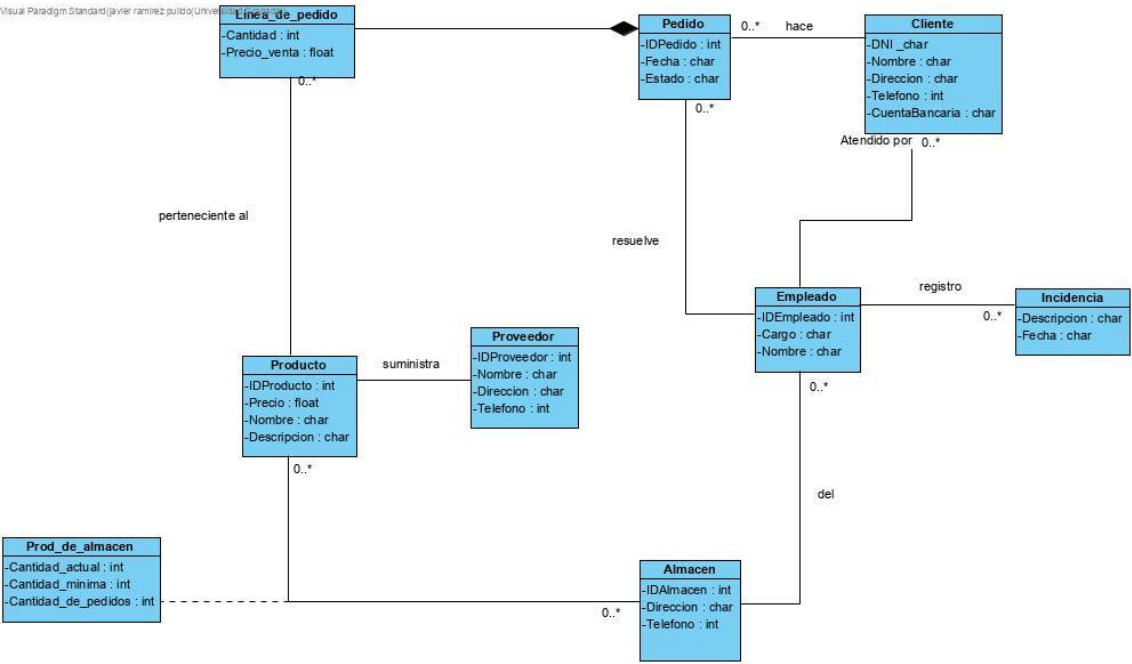 Visual Paradigm Standard(javier ramirez pulido(Universidad Granada))
Linea_de_pedido
-Cantidad : int
-Precio_venta : float
0..*
Pedido
-IDPedido : int
-Fecha : char
-Estado : char
0..*
0..*
hace
Cliente
-DNI _char
-Nombre : char
-Direccion : char
-Telefono : int
-CuentaBancaria : char
Atendido por
0..*
perteneciente al
resuelve
Empleado
-IDEmpleado : int
-Cargo : char
-Nombre : char
0..*
registro
0..*
Incidencia
-Descripcion : char
-Fecha : char
Producto
-IDProducto : int
-Precio : float
-Nombre : char
-Descripcion : char
0..*
suministra
Proveedor
-IDProveedor : int
-Nombre : char
-Direccion : char
-Telefono : int
del
Prod_de_almacen
-Cantidad_actual : int
-Cantidad_minima : int
-Cantidad_de_pedidos : int
0..*
Almacen
-IDAlmacen : int
-Direccion : char
-Telefono : int